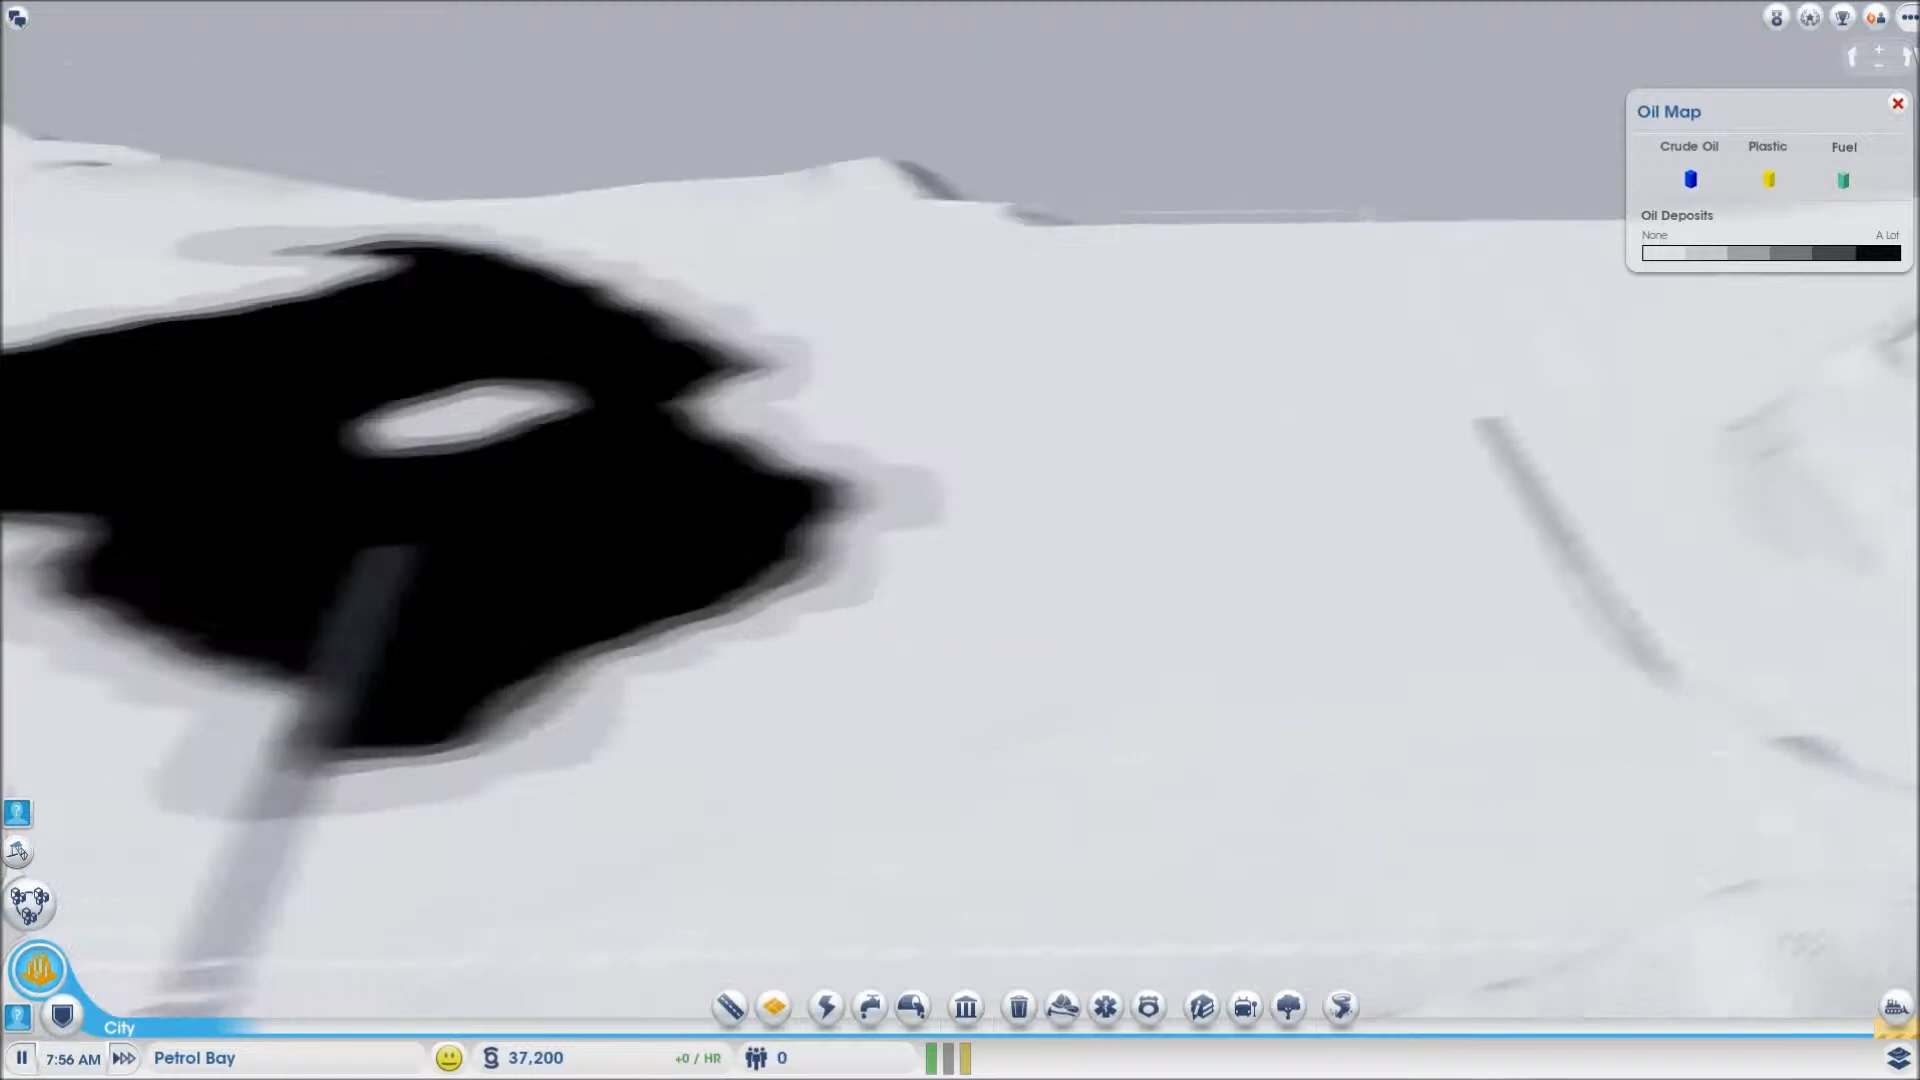 Oil Map
Crude Oil Plastic Fuel
Oil Deposits
None A Lot
City
7:56 AM Petrol Bay 37,200 +0 / HR 0